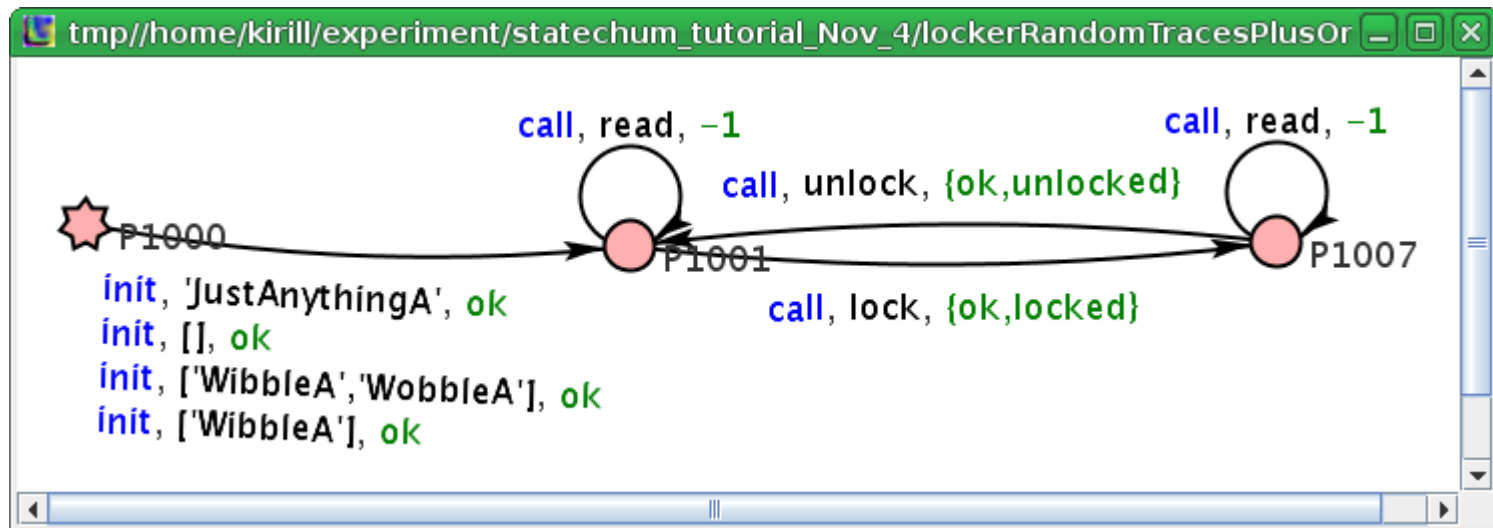 tmp//home/kirill/experiment/statechum_tutorial_Nov_4/lockerRandomTracesPlusOr
call, read, -1
call, read, -1
call, unlock, {ok,unlocked}
P1000
P1001
P1007
call, lock, {ok,locked}
init, 'JustAnythingA', ok
init, [], ok
init, ['WibbleA','WobbleA'], ok
init, ['WibbleA'], ok